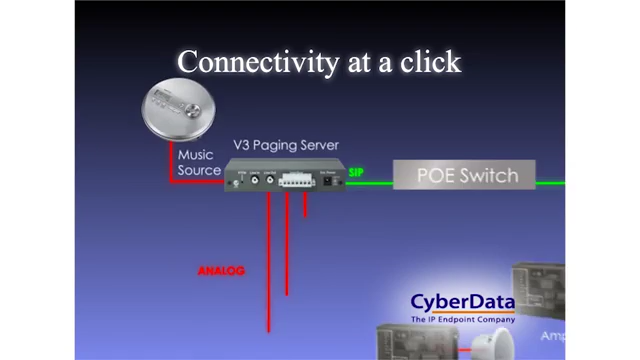 Connectivity at a click
V3 Paging Server
Music
Source
SIP
POE Switch
ANALOG
CyberData
The IP Endpoint Company